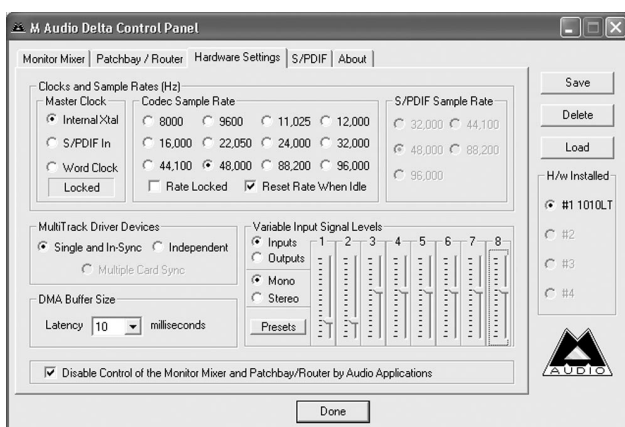 M Audio Delta Control Panel
Monitor Mixer Patchbay / Router Hardware Settings S/PDIF About
Clocks and Sample Rates (Hz)
Master Clock
Internal Xtal
S/PDIF In
Word Clock
Locked
Codec Sample Rate
8000 9600 11,025 12,000
16,000 22,050 24,000 32,000
44,100 48,000 88,200 96,000
Rate Locked Reset Rate When Idle
S/PDIF Sample Rate
32,000 44,100
48,000 88,200
96,000
MultiTrack Driver Devices
Single and In-Sync Independent
Multiple Card Sync
DMA Buffer Size
Latency 10 milliseconds
Variable Input Signal Levels
Inputs
Outputs
Mono
Stereo
Presets
1 2 3 4 5 6 7 8
Disable Control of the Monitor Mixer and Patchbay/Router by Audio Applications
Save
Delete
Load
H/w Installed
#1 1010LT
#2
#3
#4
M
AUDIO
Done